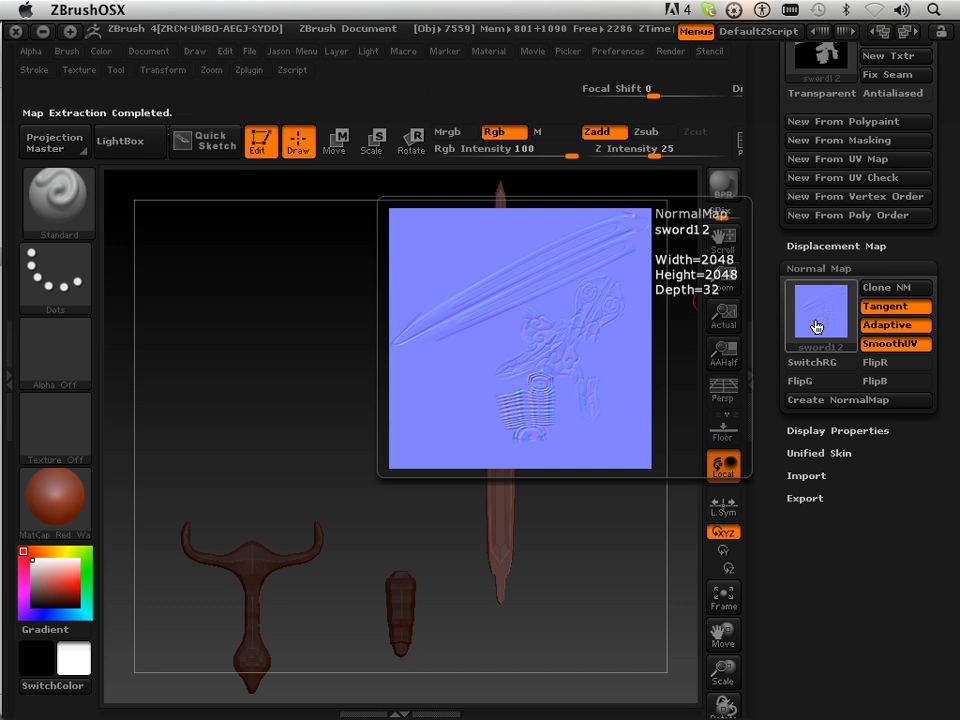 ZBrushOSX
4
ZBrush 4[ZRCM-UMBO-AEGJ-SYDD]
ZBrush Document
[Obj▸7559] Mem▸801+1090 Free▸2286 ZTime
Menus
DefaultZScript
Alpha Brush Color Document Draw Edit File Jason Menu Layer Light Macro Marker Material Movie Picker Preferences Render Stencil
Stroke Texture Tool Transform Zoom Zplugin Zscript
Focal Shift 0
Map Extraction Completed.
Projection Master
LightBox
Quick Sketch
Edit
Draw
Move
Scale
Rotate
Mrgb Rgb M
Rgb Intensity 100
Zadd Zsub Zcut
Z Intensity 25
Standard
Dots
Alpha Off
Texture Off
MatCap Red Wa
Gradient
SwitchColor
NormalMap
sword12
Width=2048
Height=2048
Depth=32
BPR
Scroll
Actual
AAHalf
Persp
Floor
Local
L.Sym
XYZ
Frame
Move
Scale
sword12
New Txtr
Fix Seam
Transparent Antialiased
New From Polypaint
New From Masking
New From UV Map
New From UV Check
New From Vertex Order
New From Poly Order
Displacement Map
Normal Map
Clone NM
Tangent
Adaptive
SmoothUV
sword12
SwitchRG FlipR
FlipG FlipB
Create NormalMap
Display Properties
Unified Skin
Import
Export